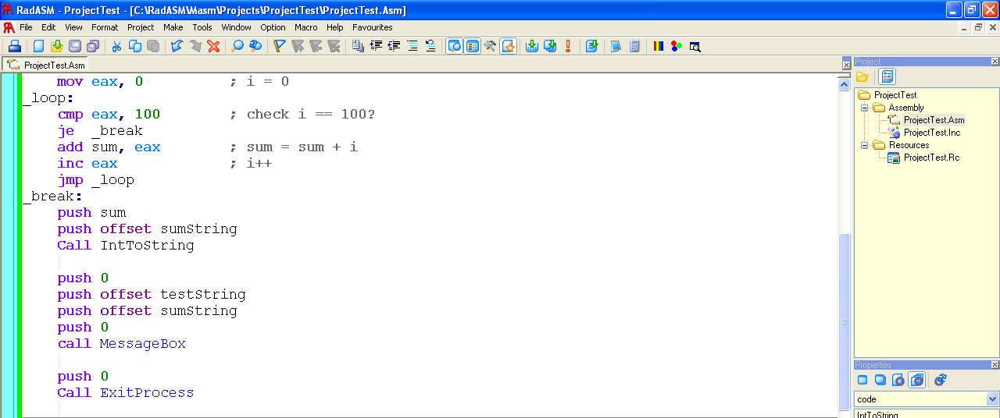 RadASM - ProjectTest - [C:\RadASM\Masm\Projects\ProjectTest\ProjectTest.Asm]
File Edit View Format Project Make Tools Window Option Macro Help Favourites
ProjectTest.Asm
mov eax, 0 ; i = 0
_loop:
cmp eax, 100 ; check i == 100?
je _break
add sum, eax ; sum = sum + i
inc eax ; i++
jmp _loop
_break:
push sum
push offset sumString
Call IntToString
push 0
push offset testString
push offset sumString
push 0
call MessageBox
push 0
Call ExitProcess
Project
ProjectTest
Assembly
ProjectTest.Asm
ProjectTest.Inc
Resources
ProjectTest.Rc
Properties
code
IntToString